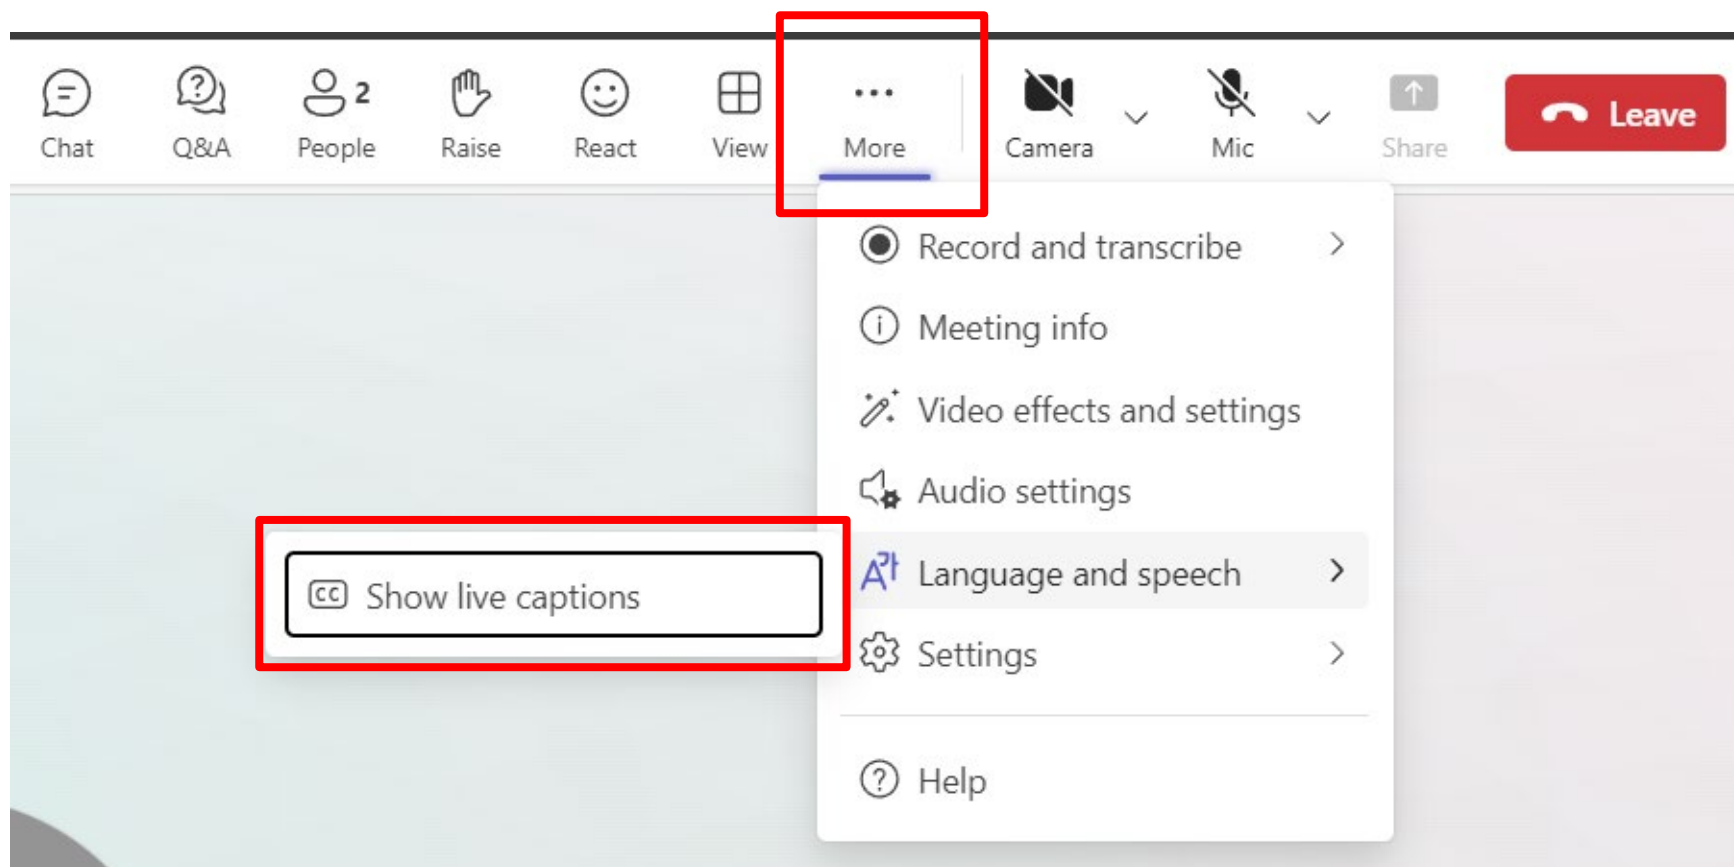 Chat
Q&A
2
People
Raise
React
View
More
Camera
Mic
Share
Leave
Record and transcribe
Meeting info
Video effects and settings
Audio settings
Language and speech
CC Show live captions
Settings
Help